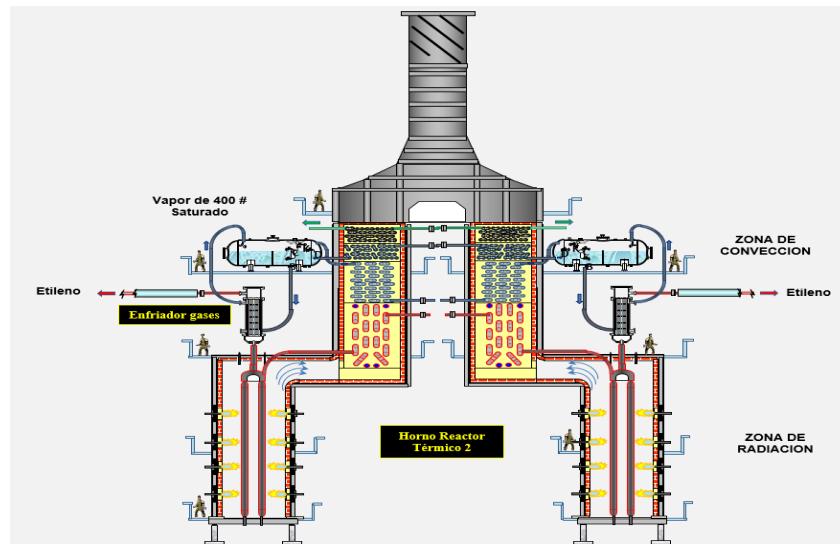 Vapor de 400 #
Saturado
ZONA DE
CONVECCION
Etileno
Etileno
Enfriador gases
Horno Reactor
Térmico 2
ZONA DE
RADIACION